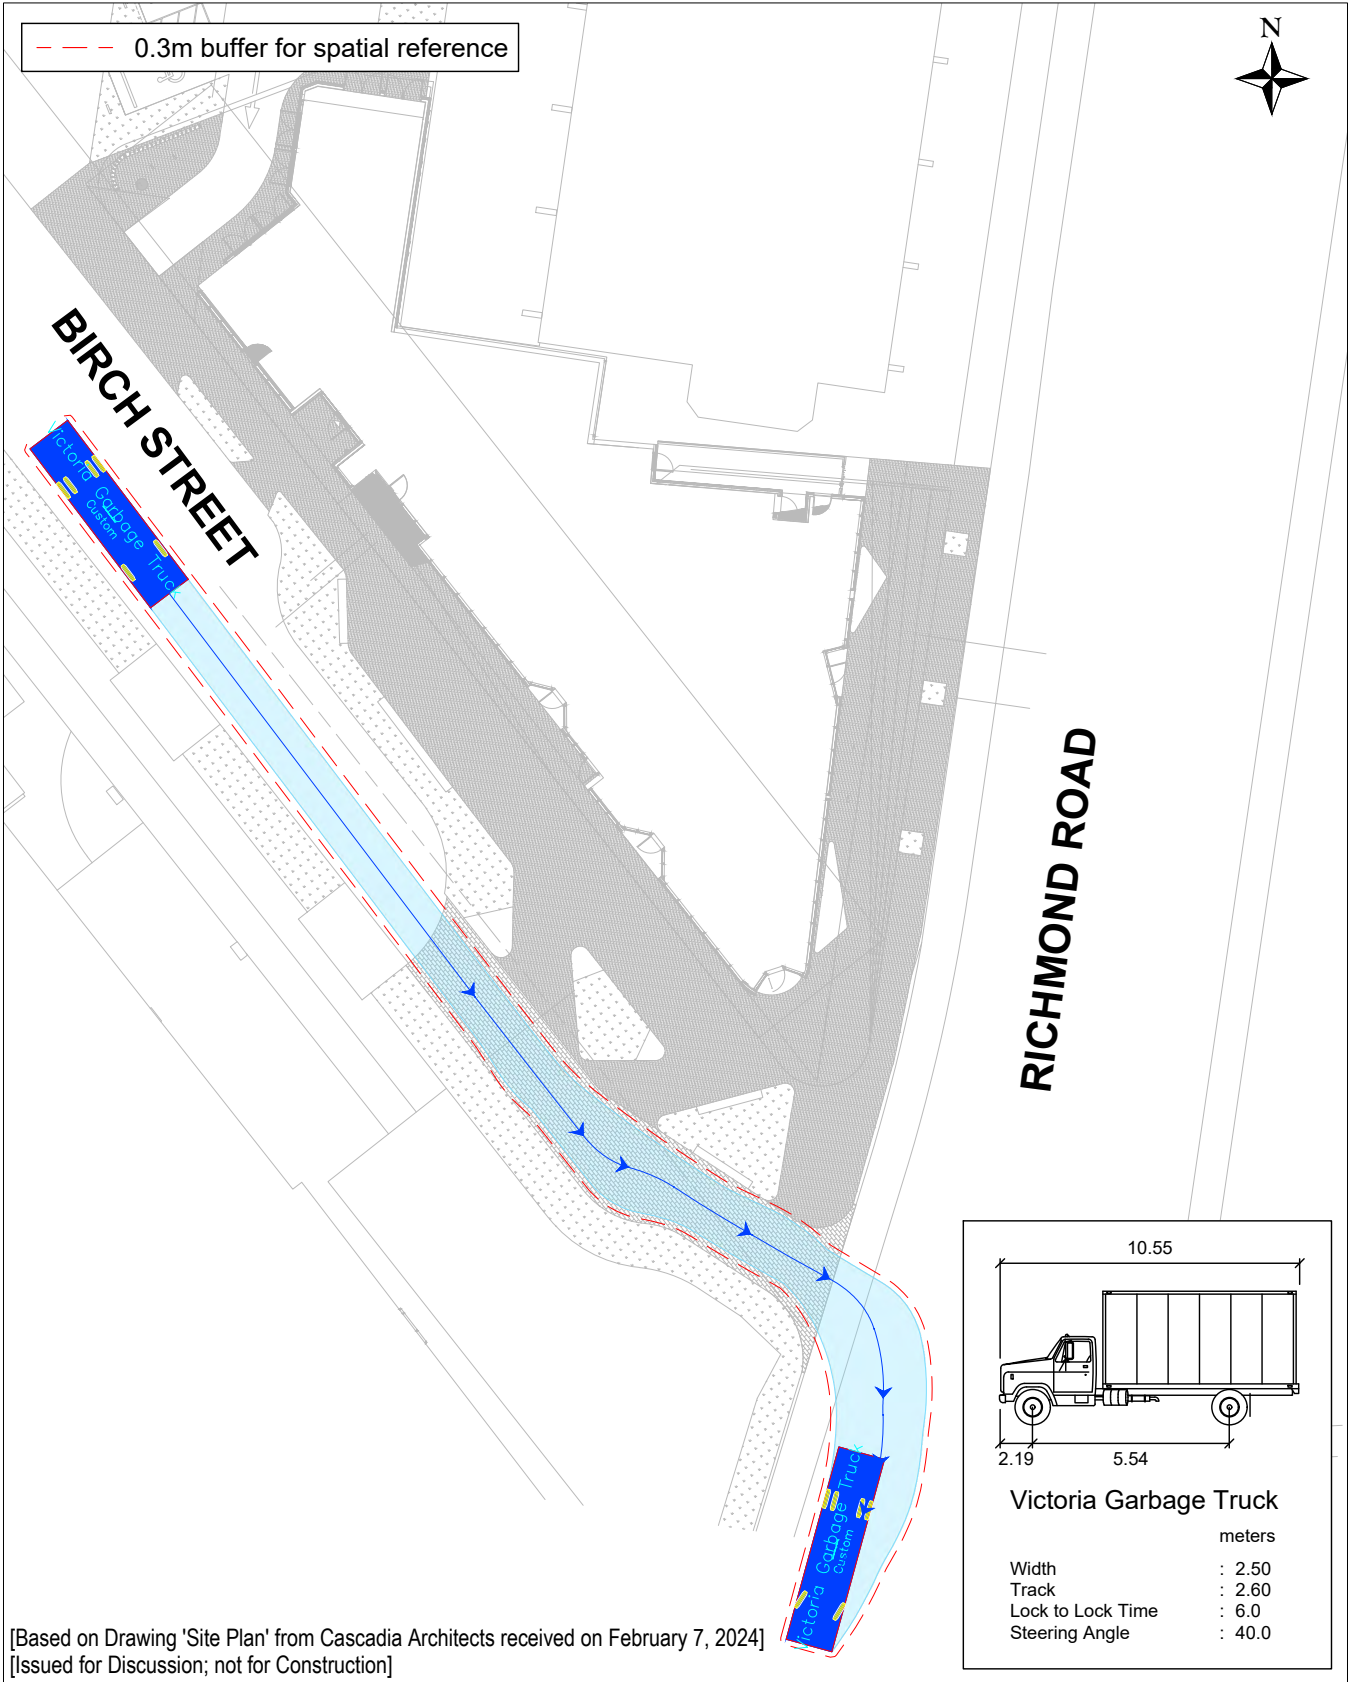 0.3m buffer for spatial reference
N
BIRCH STREET
Victoria Garbage Truck
Custom
RICHMOND ROAD
10.55
2.19
5.54
Victoria Garbage Truck
meters
Width : 2.50
Track : 2.60
Lock to Lock Time : 6.0
Steering Angle : 40.0
Victoria Garbage Truck
Custom
[Based on Drawing 'Site Plan' from Cascadia Architects received on February 7, 2024]
[Issued for Discussion; not for Construction]